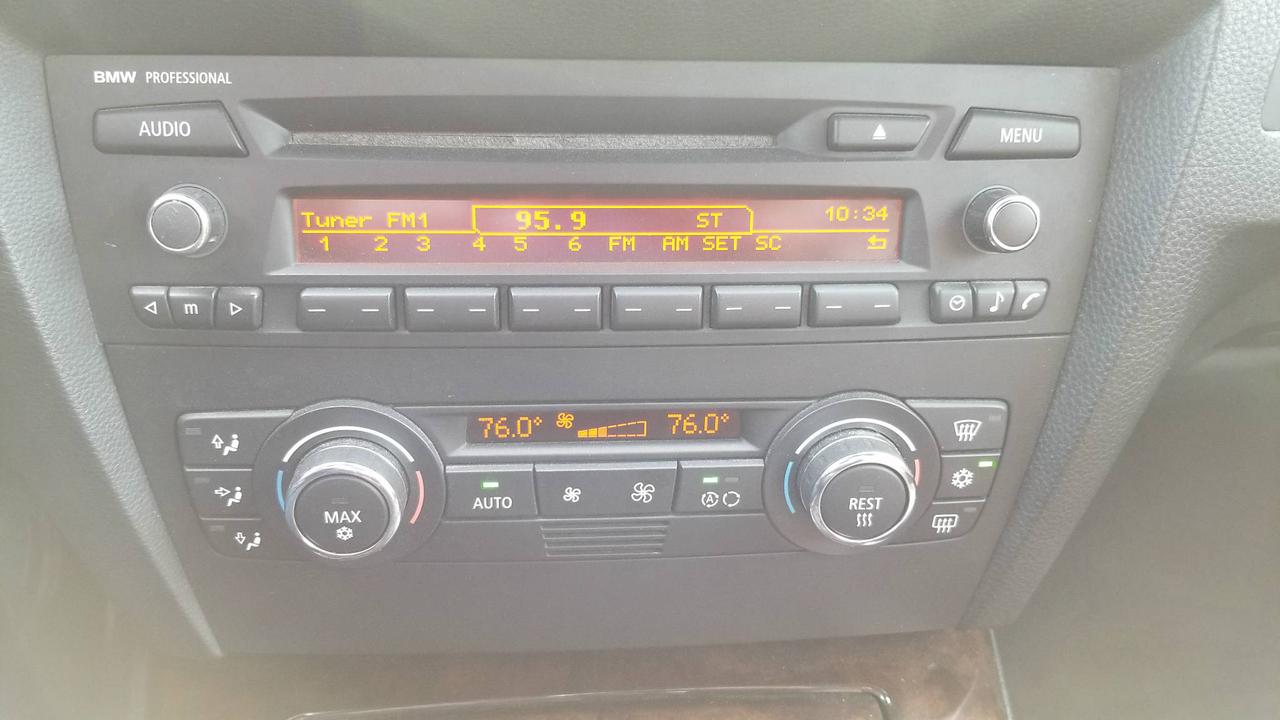 BMW PROFESSIONAL
AUDIO
MENU
Tuner FM1 95.9 ST 10:34
1 2 3 4 5 6 FM AM SET SC
m
76.0° 76.0°
MAX
AUTO
A
REST